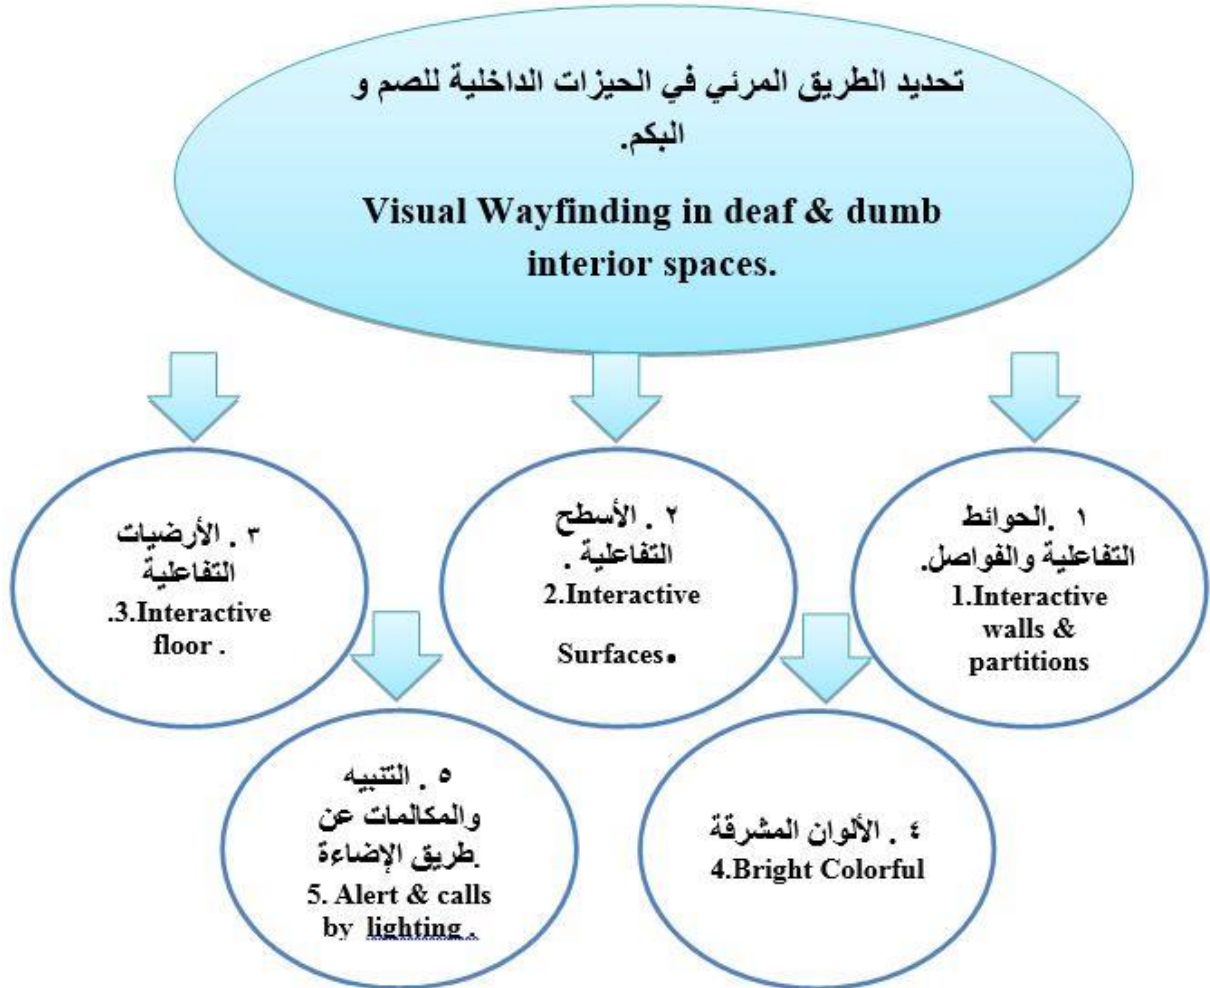 تحديد الطريق المرئي في الحيزات الداخلية للصم و
البكم.
Visual Wayfinding in deaf & dumb
interior spaces.
١ .الحوائط
التفاعلية والفواصل.
1.Interactive
walls &
partitions
٢ . الأسطح
التفاعلية .
2.Interactive
Surfaces.
٣ . الأرضيات
التفاعلية
.3.Interactive
floor .
٤ . الألوان المشرقة
4.Bright Colorful
٥ . التنبيه
والمكالمات عن
طريق الإضاءة.
5. Alert & calls
by lighting .